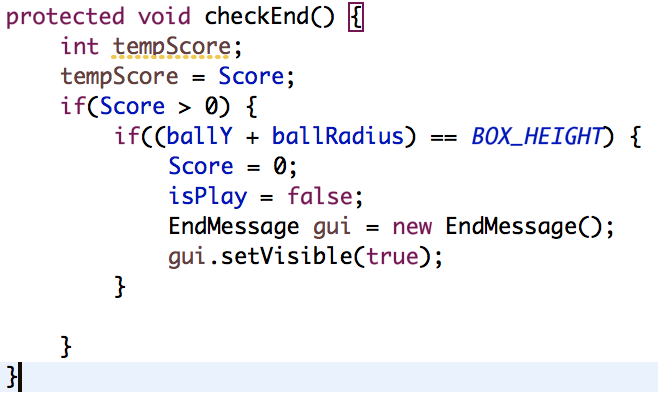 protected void checkEnd() {
int tempScore;
tempScore = Score;
if(Score > 0) {
if((ballY + ballRadius) == BOX_HEIGHT) {
Score = 0;
isPlay = false;
EndMessage gui = new EndMessage();
gui.setVisible(true);
}
}
}